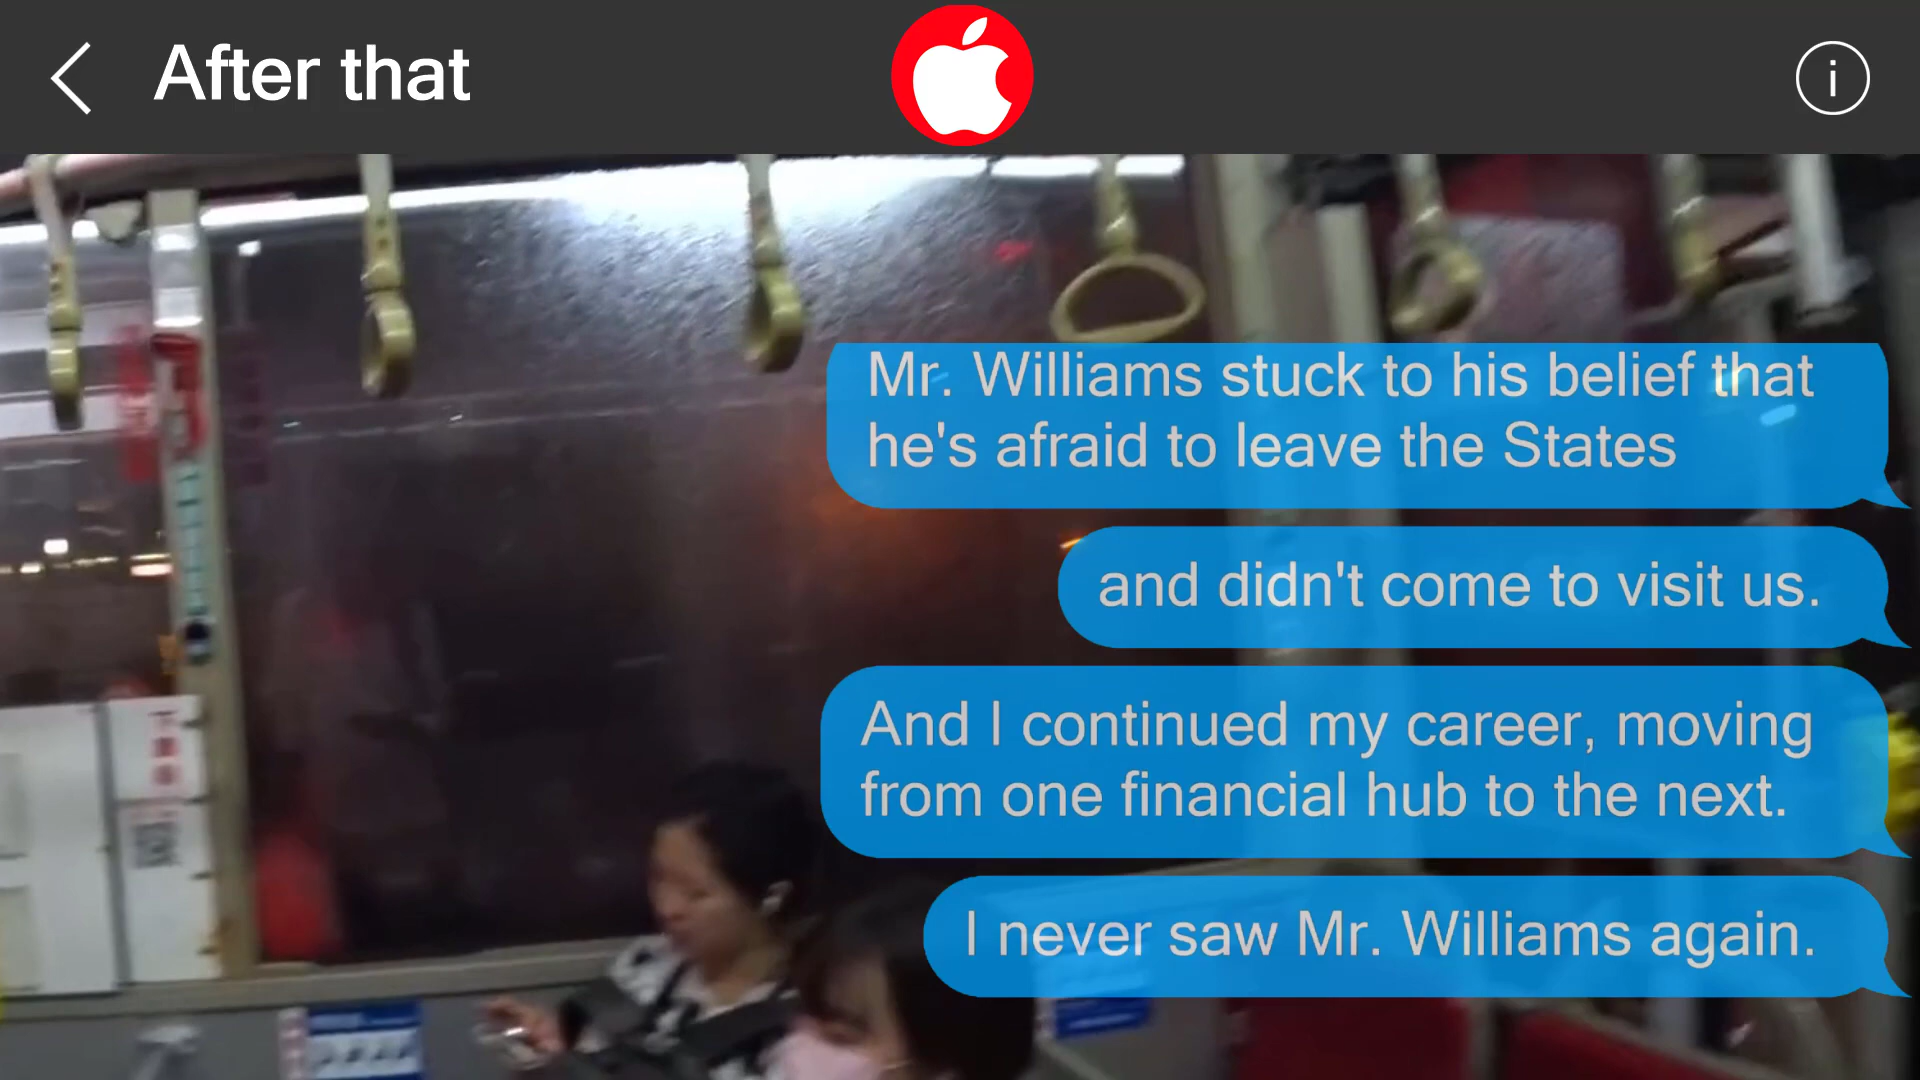 After that
Mr. Williams stuck to his belief that
he's afraid to leave the States
and didn't come to visit us.
And I continued my career, moving
from one financial hub to the next.
I never saw Mr. Williams again.